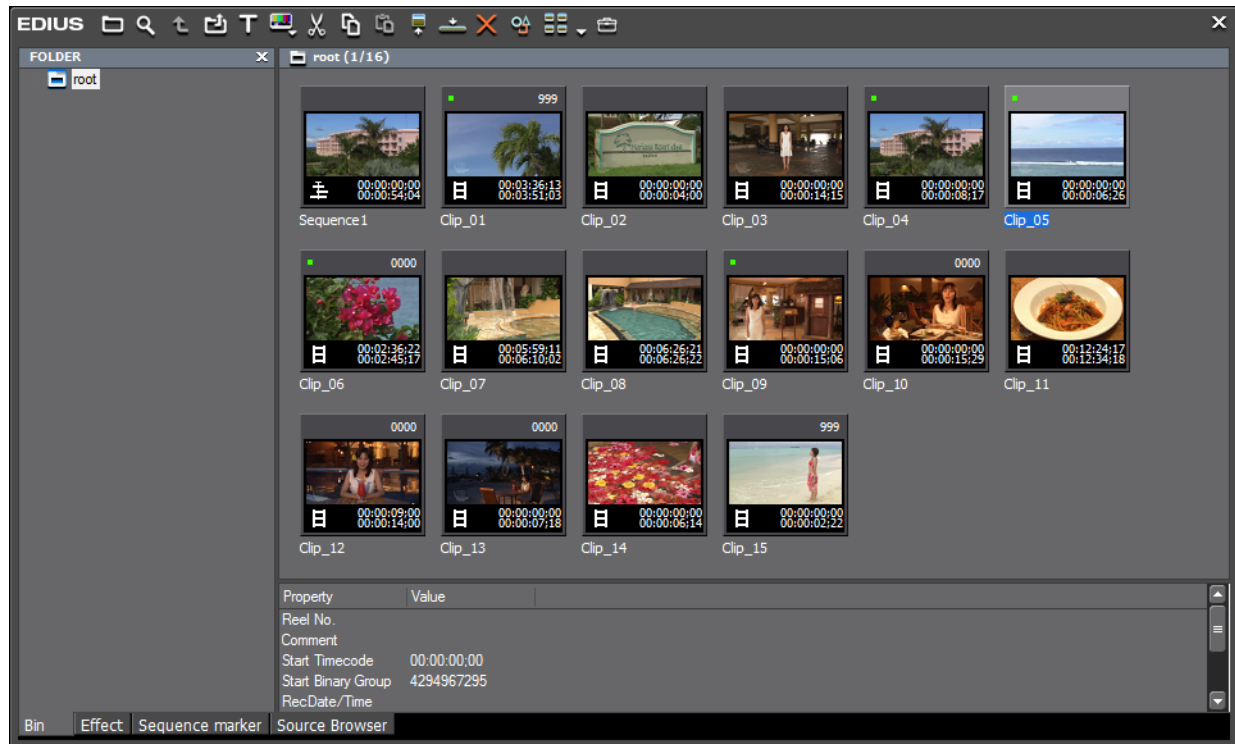 EDIUS
FOLDER
root (1/16)
root
999
00:00:00;00
00:00:54;04
00:03:36;13
00:03:51;03
00:00:00;00
00:00:04;00
00:00:00;00
00:00:14;15
00:00:00;00
00:00:08;17
00:00:00;00
00:00:06;26
Sequence1
Clip_01
Clip_02
Clip_03
Clip_04
Clip_05
0000
0000
00:02:36;22
00:02:45;17
00:05:59;11
00:06:10;02
00:06:26;21
00:06:26;22
00:00:00;00
00:00:15;06
00:00:00;00
00:00:15;29
00:12:24;17
00:12:34;18
Clip_06
Clip_07
Clip_08
Clip_09
Clip_10
Clip_11
0000
0000
999
00:00:09;00
00:00:14;00
00:00:00;00
00:00:07;18
00:00:00;00
00:00:06;14
00:00:00;00
00:00:02;22
Clip_12
Clip_13
Clip_14
Clip_15
Property Value
Reel No.
Comment
Start Timecode 00:00:00;00
Start Binary Group 4294967295
RecDate/Time
Bin Effect Sequence marker Source Browser